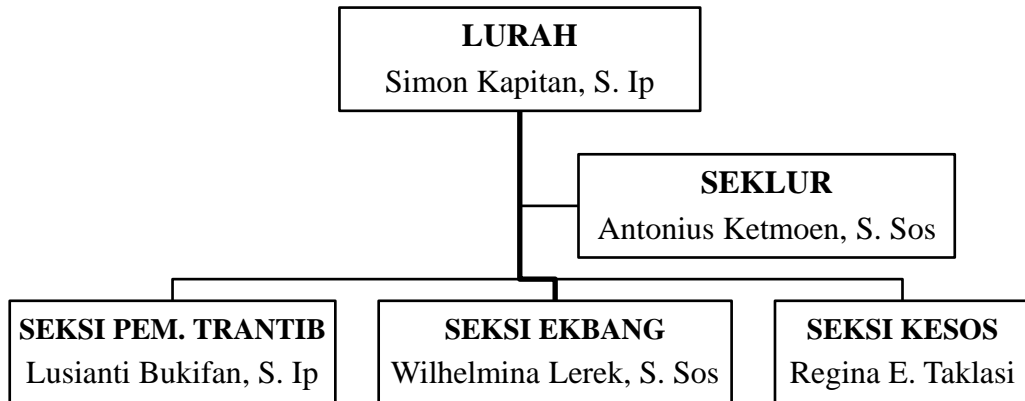 LURAH
Simon Kapitan, S. Ip
SEKLUR
Antonius Ketmoen, S. Sos
SEKSI PEM. TRANTIB
Lusianti Bukifan, S. Ip
SEKSI EKBANG
Wilhelmina Lerek, S. Sos
SEKSI KESOS
Regina E. Taklasi